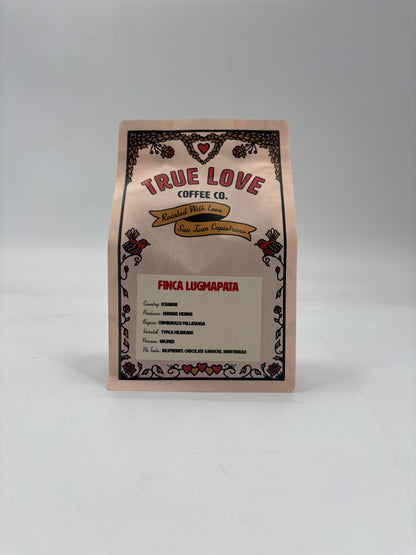 TRUE LOVE
COFFEE CO.
Roasted With Love
San Juan Capistrano
FINCA LUGMAPATA
Country: ECUADOR
Producer: ENRIQUE MERINO
Region: CHIMBORAZO PALLATANGA
Varietal: TYPICA MEJORADO
Process: WASHED
We Taste: RASPBERRY, CHOCOLATE GANACHE, SHORTBREAD